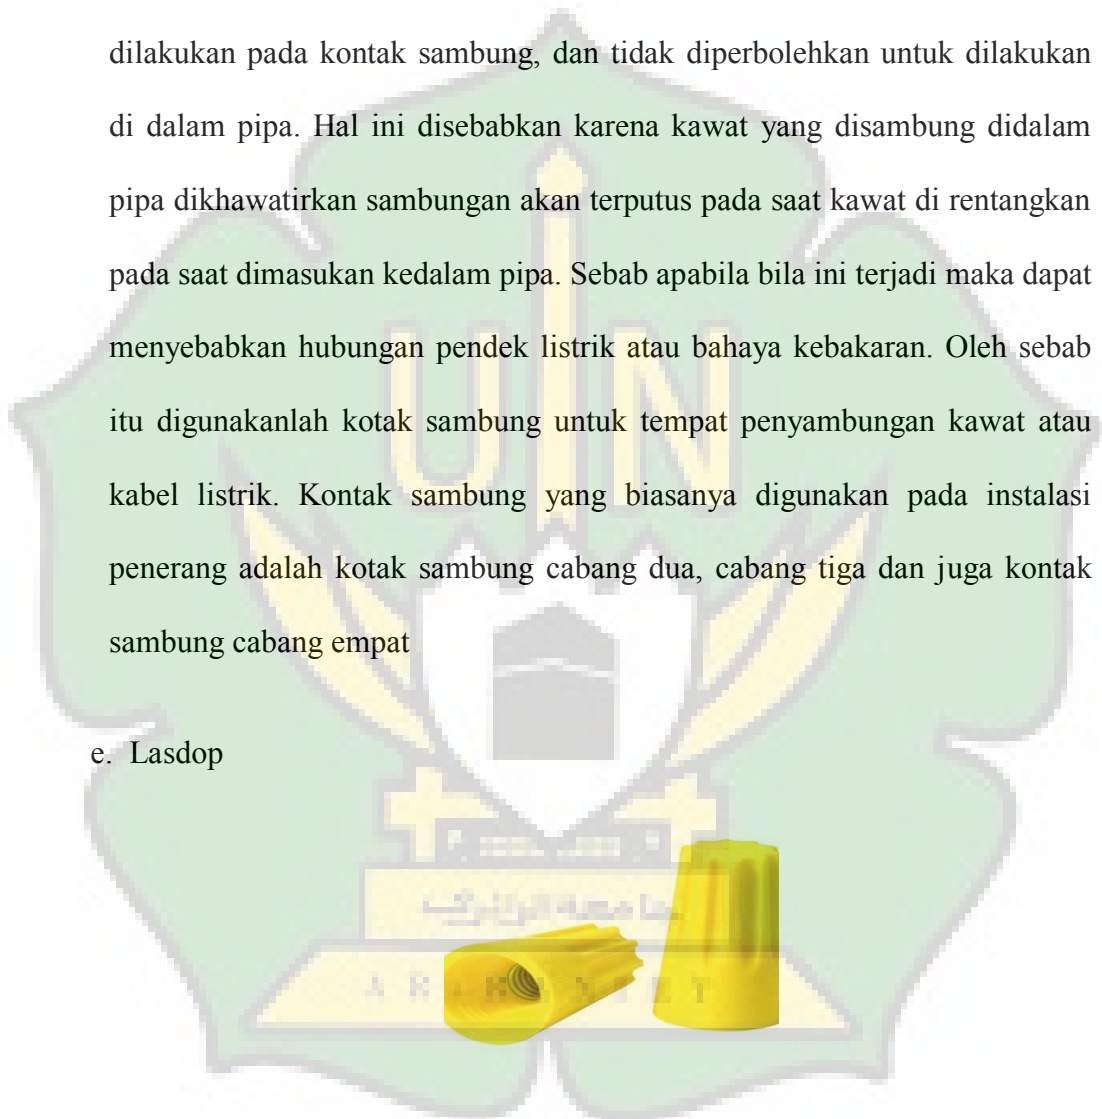 dilakukan pada kontak sambung, dan tidak diperbolehkan untuk dilakukan
di dalam pipa. Hal ini disebabkan karena kawat yang disambung didalam
pipa dikhawatirkan sambungan akan terputus pada saat kawat di rentangkan
pada saat dimasukan kedalam pipa. Sebab apabila bila ini terjadi maka dapat
menyebabkan hubungan pendek listrik atau bahaya kebakaran. Oleh sebab
itu digunakanlah kotak sambung untuk tempat penyambungan kawat atau
kabel listrik. Kontak sambung yang biasanya digunakan pada instalasi
penerang adalah kotak sambung cabang dua, cabang tiga dan juga kontak
sambung cabang empat
e. Lasdop
UIN